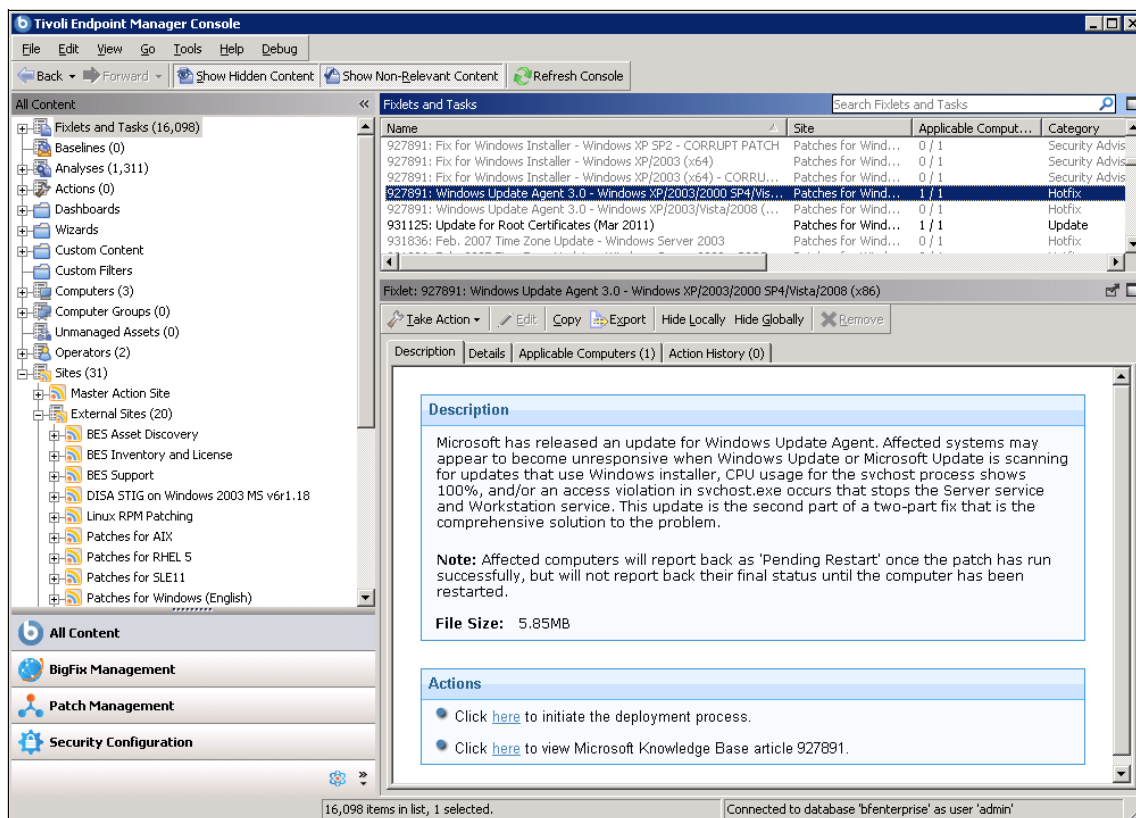 Tivoli Endpoint Manager Console
File Edit View Go Tools Help Debug
Back Forward Show Hidden Content Show Non-Relevant Content Refresh Console
All Content «
Fixlets and Tasks (16,098)
Baselines (0)
Analyses (1,311)
Actions (0)
Dashboards
Wizards
Custom Content
Custom Filters
Computers (3)
Computer Groups (0)
Unmanaged Assets (0)
Operators (2)
Sites (31)
Master Action Site
External Sites (20)
BES Asset Discovery
BES Inventory and License
BES Support
DISA STIG on Windows 2003 MS v6r1.18
Linux RPM Patching
Patches for AIX
Patches for RHEL 5
Patches for SLE11
Patches for Windows (English)
All Content
BigFix Management
Patch Management
Security Configuration
»
Fixlets and Tasks Search Fixlets and Tasks
Name Site Applicable Comput... Category
927891: Fix for Windows Installer - Windows XP SP2 - CORRUPT PATCH Patches for Wind... 0 / 1 Security Advis
927891: Fix for Windows Installer - Windows XP/2003 (x64) Patches for Wind... 0 / 1 Security Advis
927891: Fix for Windows Installer - Windows XP/2003 (x64) - CORRU... Patches for Wind... 0 / 1 Security Advis
927891: Windows Update Agent 3.0 - Windows XP/2003/2000 SP4/Vis... Patches for Wind... 1 / 1 Hotfix
927891: Windows Update Agent 3.0 - Windows XP/2003/Vista/2008 (... Patches for Wind... 0 / 1 Hotfix
931125: Update for Root Certificates (Mar 2011) Patches for Wind... 1 / 1 Update
931836: Feb. 2007 Time Zone Update - Windows Server 2003 Patches for Wind... 0 / 1 Hotfix
Fixlet: 927891: Windows Update Agent 3.0 - Windows XP/2003/2000 SP4/Vista/2008 (x86)
Take Action Edit Copy Export Hide Locally Hide Globally Remove
Description Details Applicable Computers (1) Action History (0)
Description
Microsoft has released an update for Windows Update Agent. Affected systems may
appear to become unresponsive when Windows Update or Microsoft Update is scanning
for updates that use Windows installer, CPU usage for the svchost process shows
100%, and/or an access violation in svchost.exe occurs that stops the Server service
and Workstation service. This update is the second part of a two-part fix that is the
comprehensive solution to the problem.
Note: Affected computers will report back as 'Pending Restart' once the patch has run
successfully, but will not report back their final status until the computer has been
restarted.
File Size: 5.85MB
Actions
Click here to initiate the deployment process.
Click here to view Microsoft Knowledge Base article 927891.
16,098 items in list, 1 selected. Connected to database 'bfenterprise' as user 'admin'